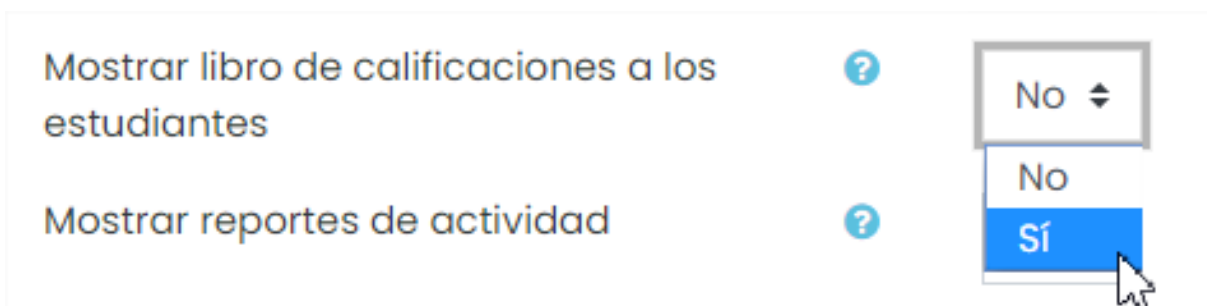 Mostrar libro de calificaciones a los
estudiantes
No
No
Sí
Mostrar reportes de actividad